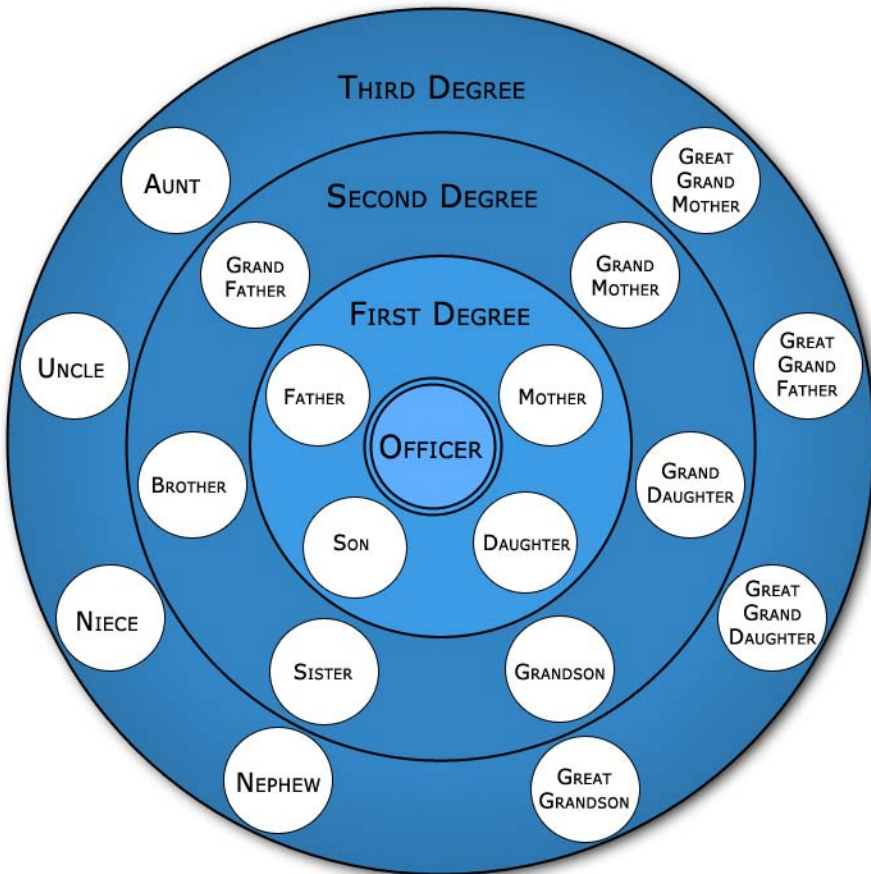 THIRD DEGREE
AUNT
GREAT
GRAND
MOTHER
SECOND DEGREE
GRAND
FATHER
GRAND
MOTHER
FIRST DEGREE
UNCLE
GREAT
GRAND
FATHER
FATHER
MOTHER
OFFICER
BROTHER
GRAND
DAUGHTER
SON
DAUGHTER
NIECE
GREAT
GRAND
DAUGHTER
SISTER
GRANDSON
NEPHEW
GREAT
GRANDSON